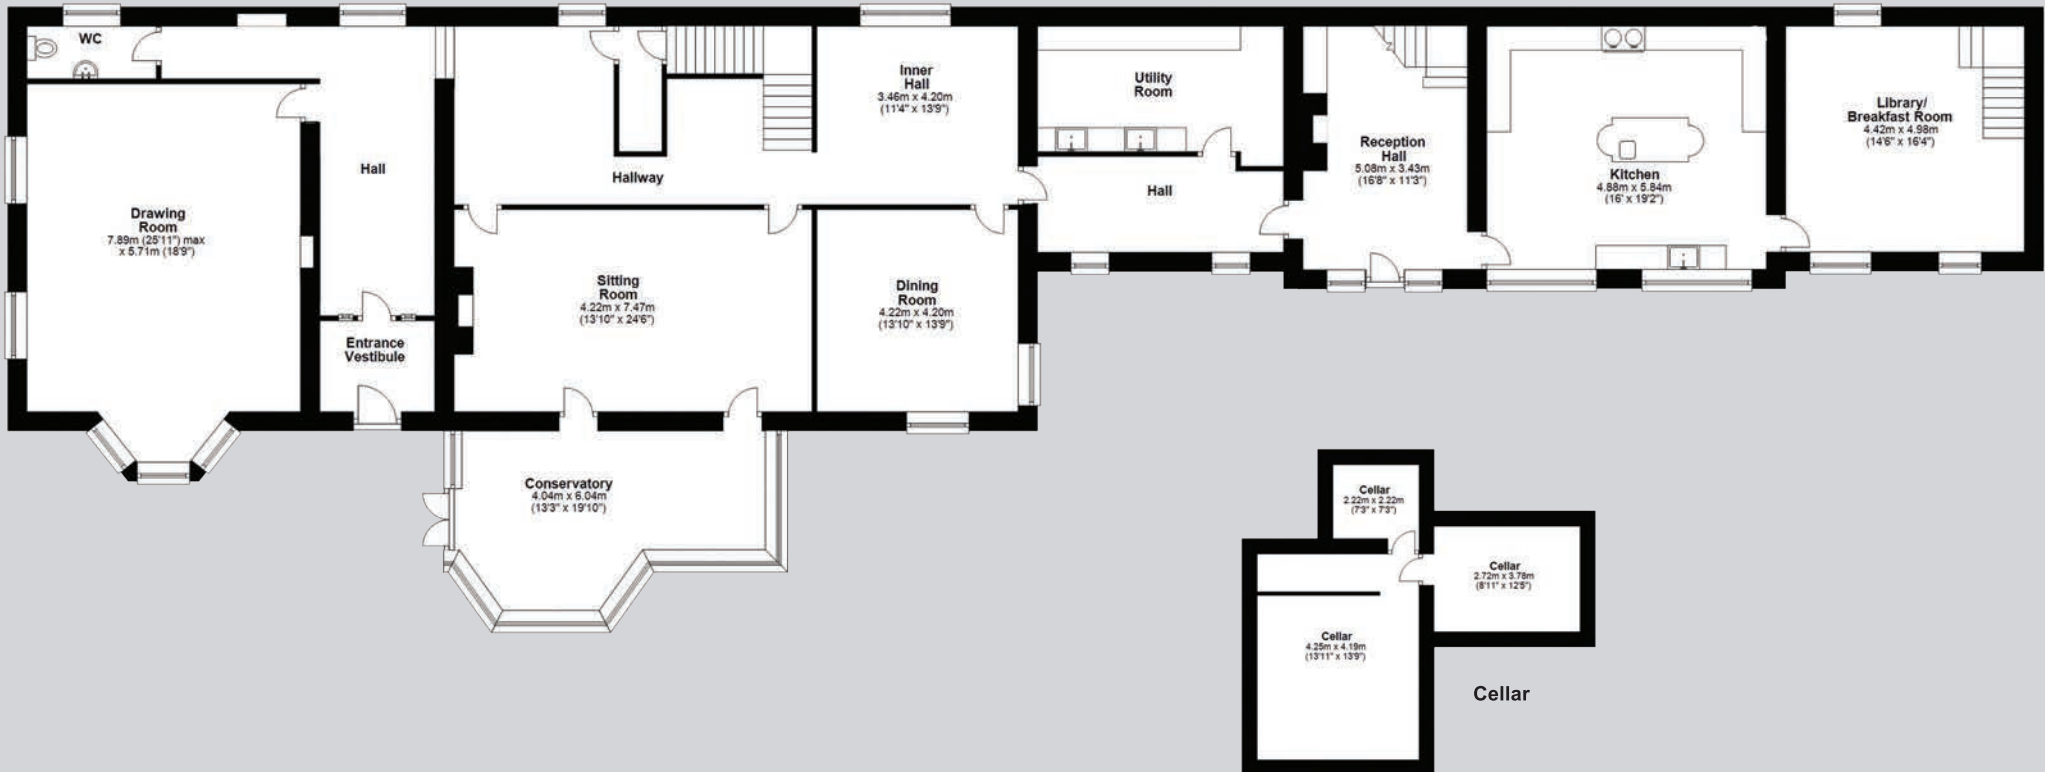 WC
Drawing
Room
7.89m (25'11") max
x 5.71m (18'9")
Hall
Entrance
Vestibule
Hallway
Sitting
Room
4.22m x 7.47m
(13'10" x 24'6")
Conservatory
4.04m x 6.04m
(13'3" x 19'10")
Inner
Hall
3.46m x 4.20m
(11'4" x 13'9")
Dining
Room
4.22m x 4.20m
(13'10" x 13'9")
Utility
Room
Hall
Reception
Hall
5.08m x 3.43m
(16'8" x 11'3")
Kitchen
4.88m x 5.84m
(16' x 19'2")
Library/
Breakfast Room
4.42m x 4.98m
(14'6" x 16'4")
Cellar
2.22m x 2.22m
(7'3" x 7'3")
Cellar
2.72m x 3.78m
(8'11" x 12'5")
Cellar
4.25m x 4.19m
(13'11" x 13'9")
Cellar